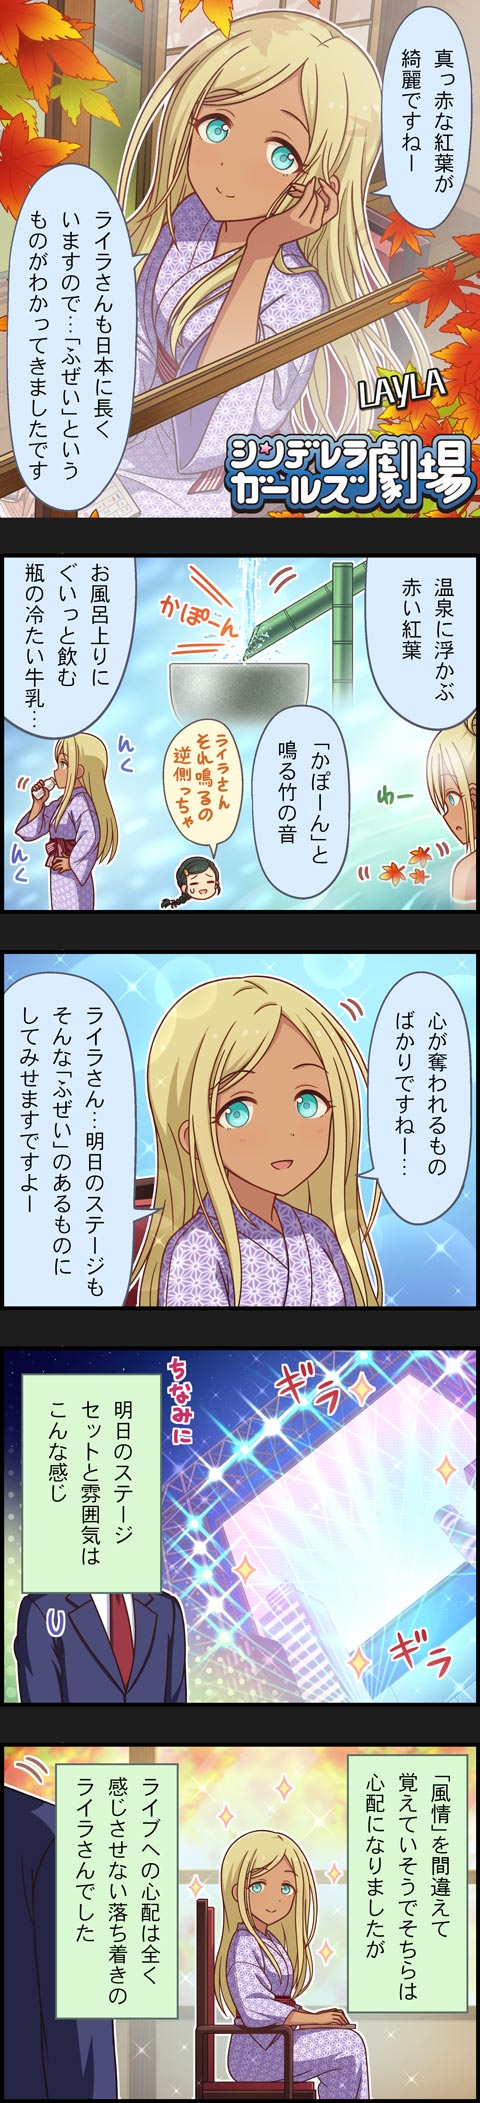 真っ赤な紅葉が
綺麗ですねー
ライラさんも日本に長く
いますので…「ふぜい」という
ものがわかってきましたです
LAYLA
シンデレラ
ガールズ劇場
温泉に浮かぶ
赤い紅葉
わー
かぽーん
「かぽーん」と
鳴る竹の音
ライラさん
それ鳴るの
逆側っちゃ
お風呂上りに
ぐいっと飲む
瓶の冷たい牛乳…
んく
んく
心が奪われるもの
ばかりですねー…
ライラさん…明日のステージも
そんな「ふぜい」のあるものに
してみせますですよー
ギラ
ちなみに
明日のステージ
セットと雰囲気は
こんな感じ
ギラ
「風情」を間違えて
覚えていそうでそちらは
心配になりましたが
ライブへの心配は全く
感じさせない落ち着きの
ライラさんでした